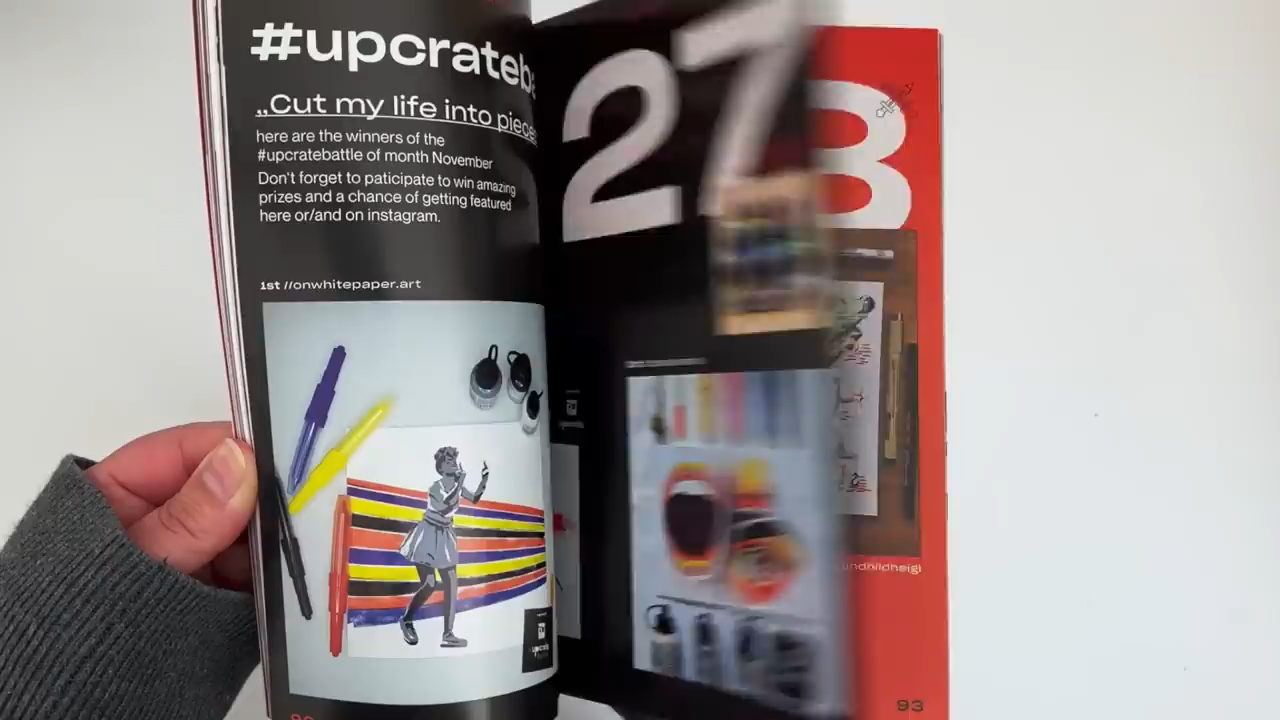 #upcrateb
„Cut my life into pieces
here are the winners of the
#upcratebattle of month November
Don't forget to paticipate to win amazing
prizes and a chance of getting featured
here or/and on instagram.
1st //onwhitepaper.art
27
3
93